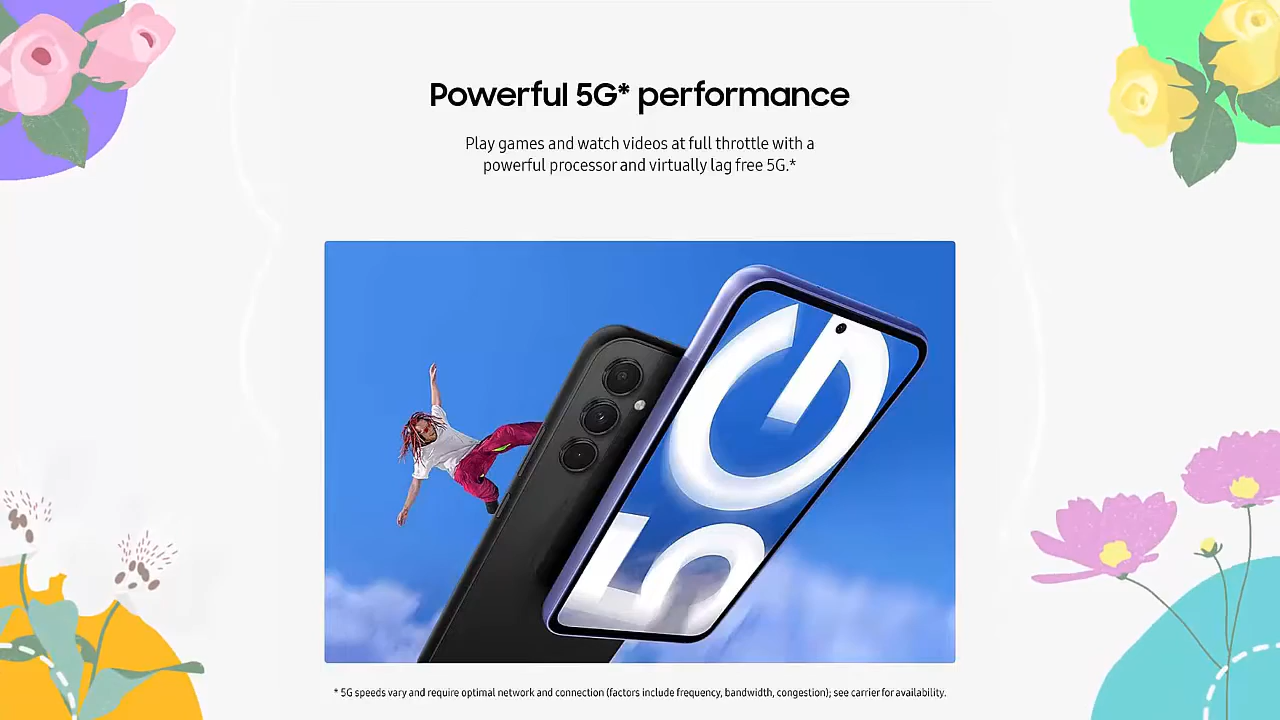 Powerful 5G* performance
Play games and watch videos at full throttle with a
powerful processor and virtually lag free 5G.*
5G
* 5G speeds vary and require optimal network and connection (factors include frequency, bandwidth, congestion); see carrier for availability.